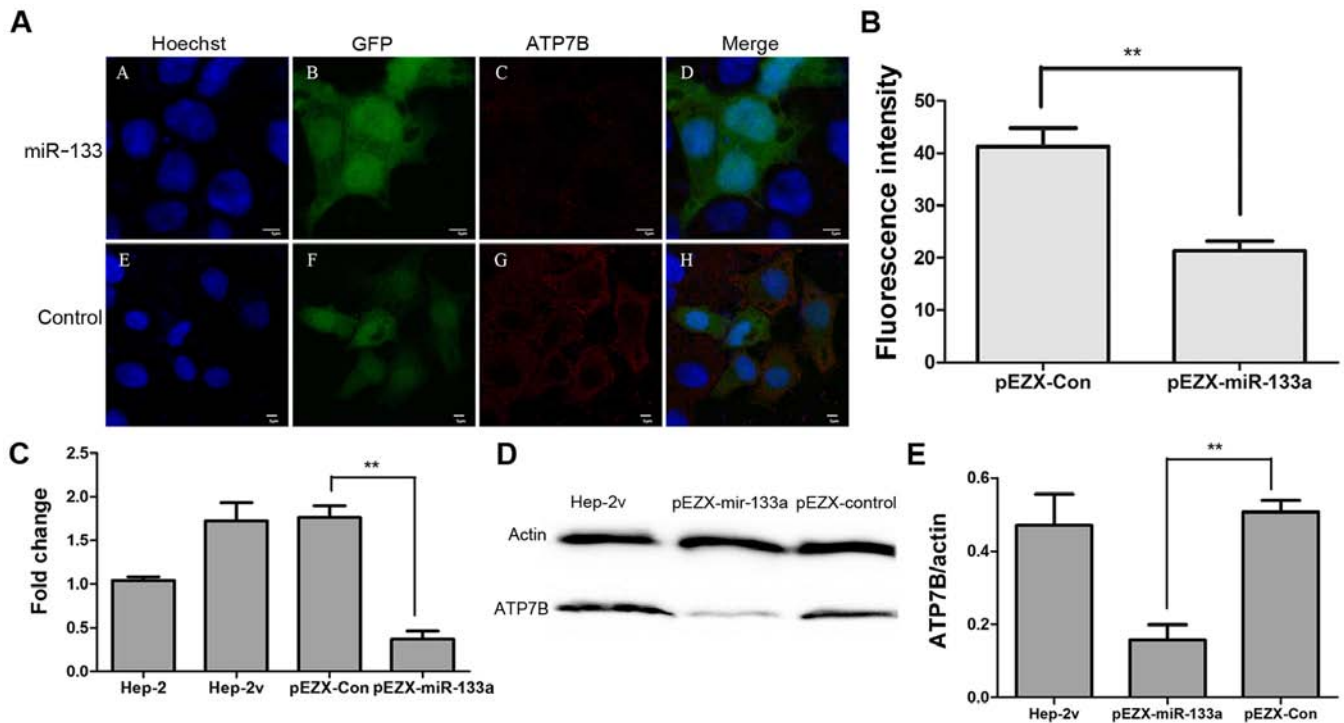 A
Hoechst GFP ATP7B Merge
miR-133
A B C D
Control
E F G H
B
**
Fluorescence intensity
50
40
30
20
10
0
pEZX-Con pEZX-miR-133a
C
**
Fold change
2.5
2.0
1.5
1.0
0.5
0.0
Hep-2 Hep-2v pEZX-Con pEZX-miR-133a
D
Hep-2v pEZX-mir-133a pEZX-control
Actin
ATP7B
E
**
ATP7B/actin
0.6
0.4
0.2
0.0
Hep-2v pEZX-miR-133a pEZX-Con